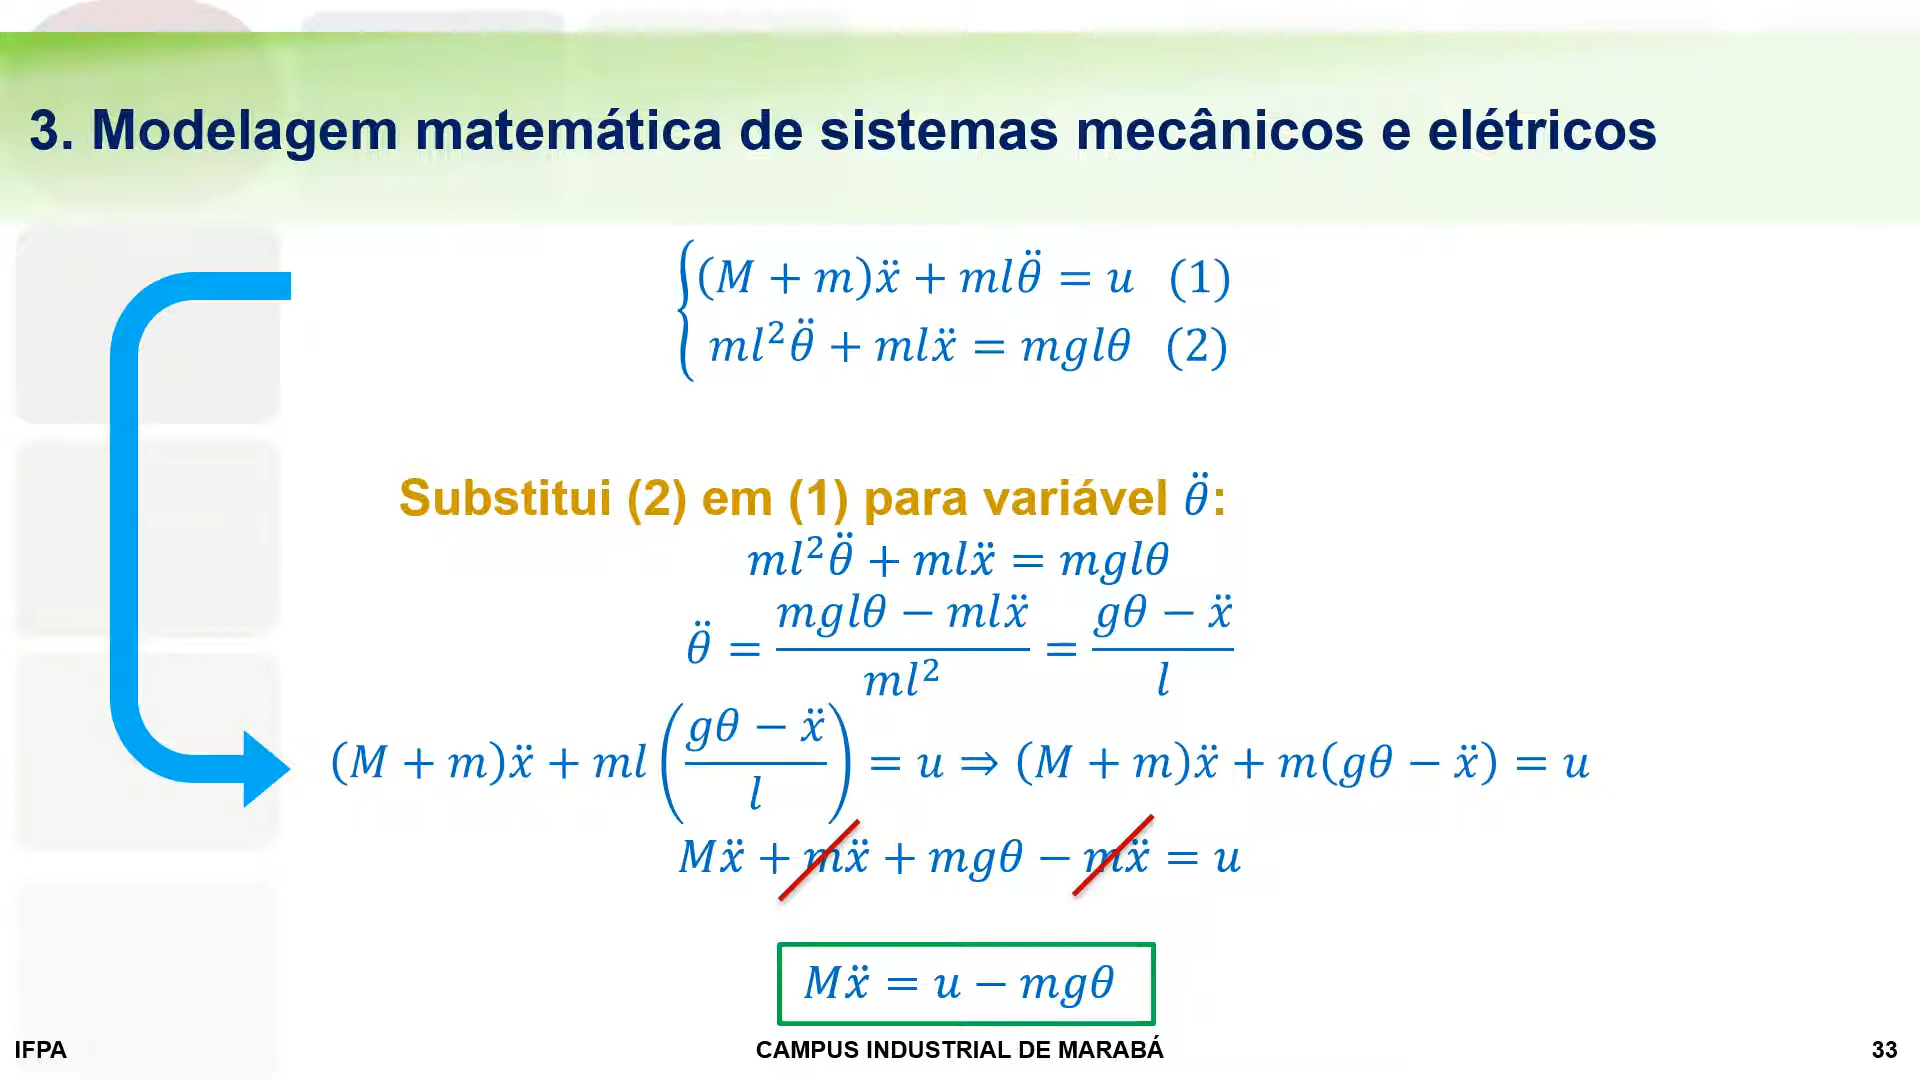 3. Modelagem matemática de sistemas mecânicos e elétricos
(M + m)ẍ + mlθ̈ = u (1)
ml²θ̈ + mlẍ = mglθ (2)
Substitui (2) em (1) para variável θ̈:
ml²θ̈ + mlẍ = mglθ
θ̈ = (mglθ − mlẍ)/ml² = (gθ − ẍ)/l
(M + m)ẍ + ml((gθ − ẍ)/l) = u ⇒ (M + m)ẍ + m(gθ − ẍ) = u
Mẍ + mẍ + mgθ − mẍ = u
Mẍ = u − mgθ
IFPA CAMPUS INDUSTRIAL DE MARABÁ 33